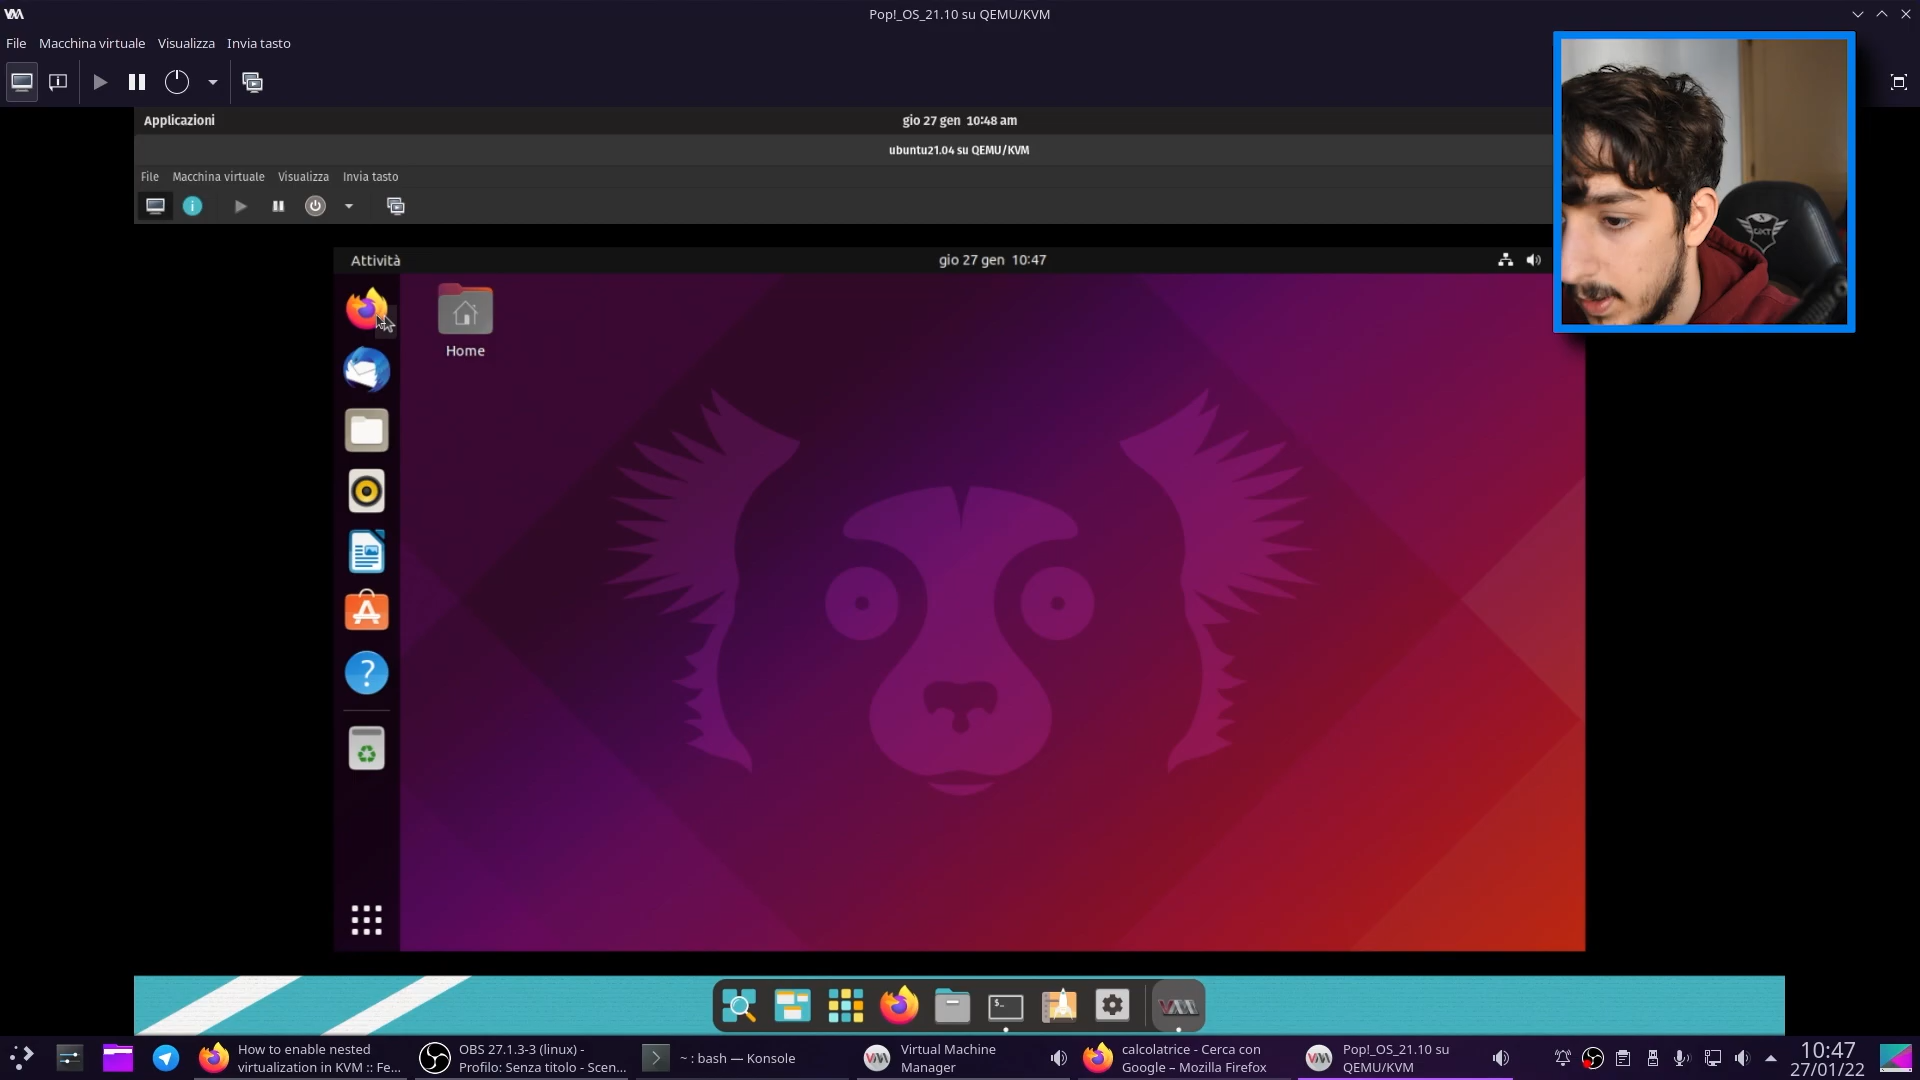 Pop!_OS_21.10 su QEMU/KVM
File Macchina virtuale Visualizza Invia tasto
Applicazioni gio 27 gen 10:48 am
ubuntu21.04 su QEMU/KVM
File Macchina virtuale Visualizza Invia tasto
Attività gio 27 gen 10:47
Home
How to enable nested
virtualization in KVM :: Fe...
OBS 27.1.3-3 (linux) -
Profilo: Senza titolo - Scen...
~ : bash — Konsole
Virtual Machine
Manager
calcolatrice - Cerca con
Google – Mozilla Firefox
Pop!_OS_21.10 su
QEMU/KVM
10:47
27/01/22